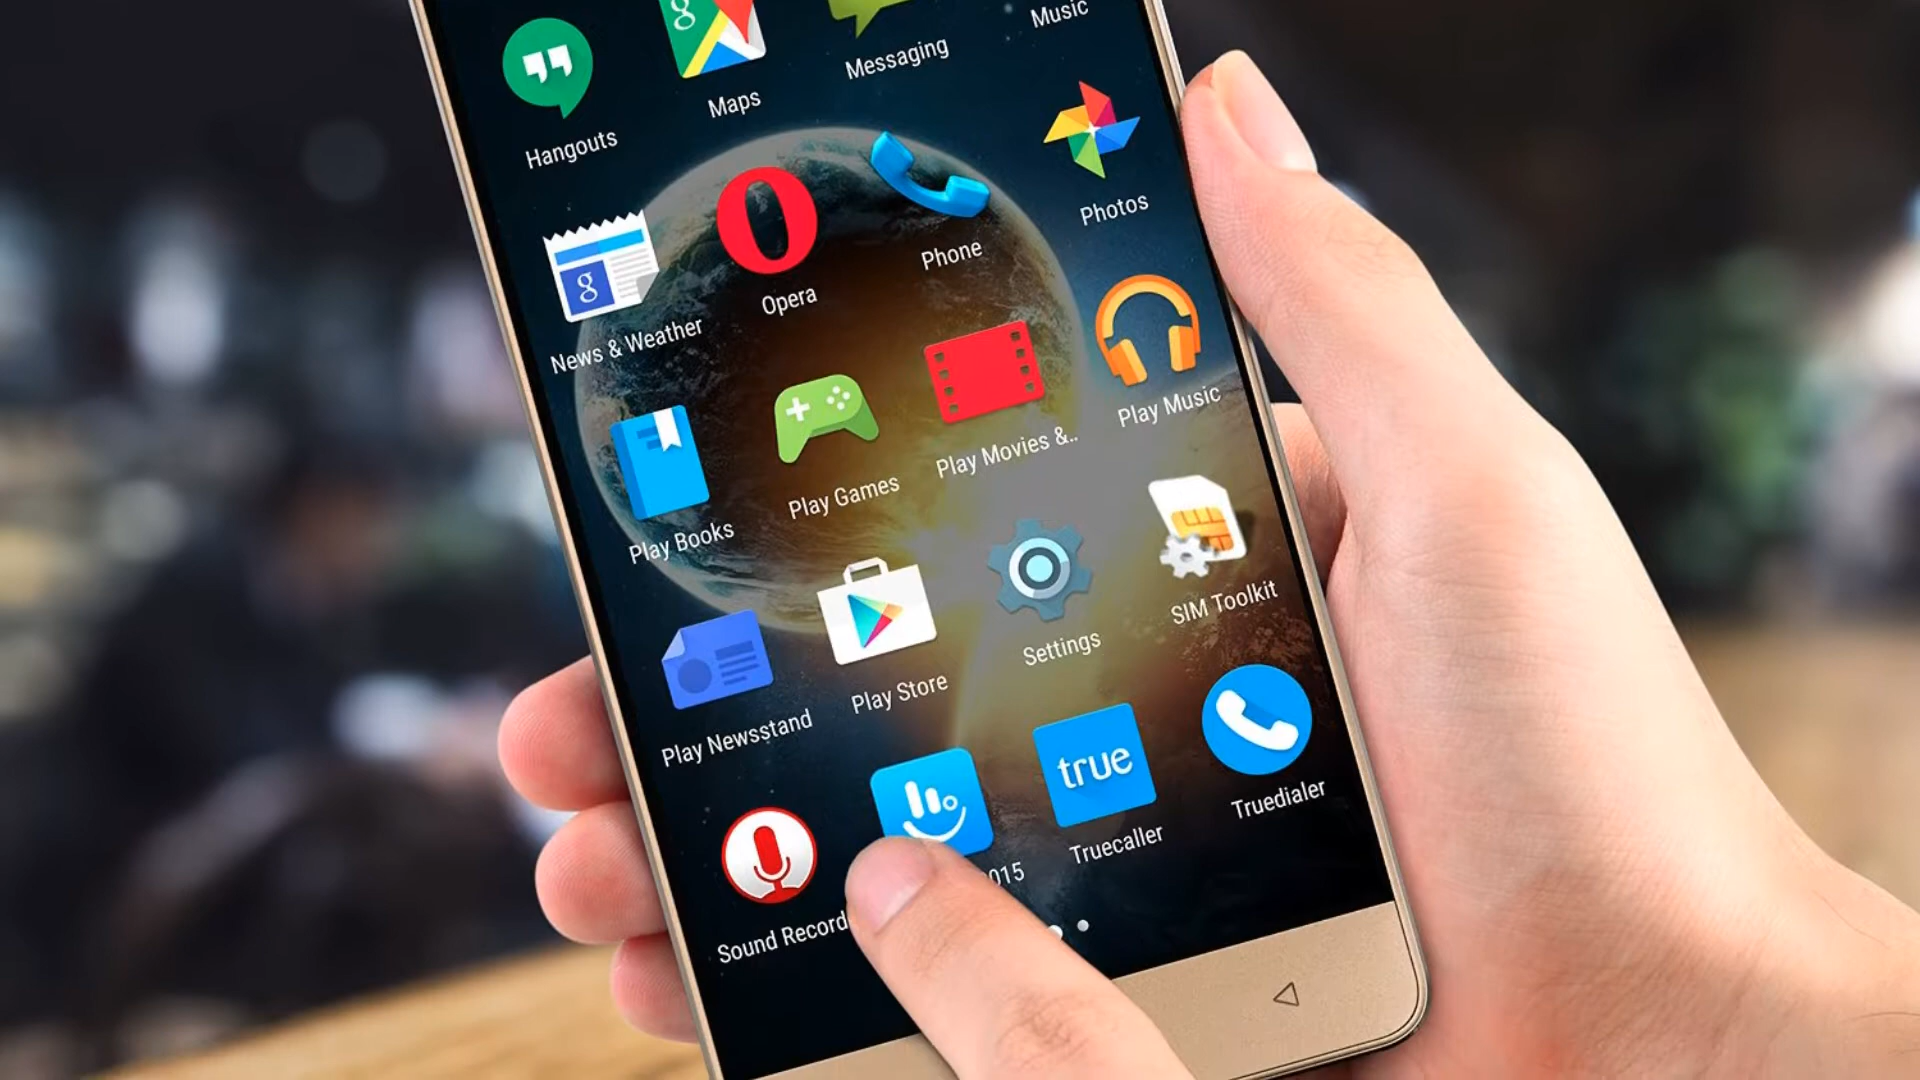 g
Music
Maps
Messaging
Hangouts
Photos
g
Opera
Phone
News & Weather
Play Music
Play Books
Play Games
Play Movies &..
SIM Toolkit
Play Newsstand
Play Store
Settings
true
Truedialer
Truecaller
015
Sound Record